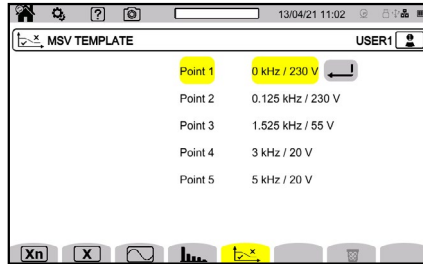 13/04/21 11:02
MSV TEMPLATE
USER1
Point 1 0 kHz / 230 V
Point 2 0.125 kHz / 230 V
Point 3 1.525 kHz / 55 V
Point 4 3 kHz / 20 V
Point 5 5 kHz / 20 V
Xn X